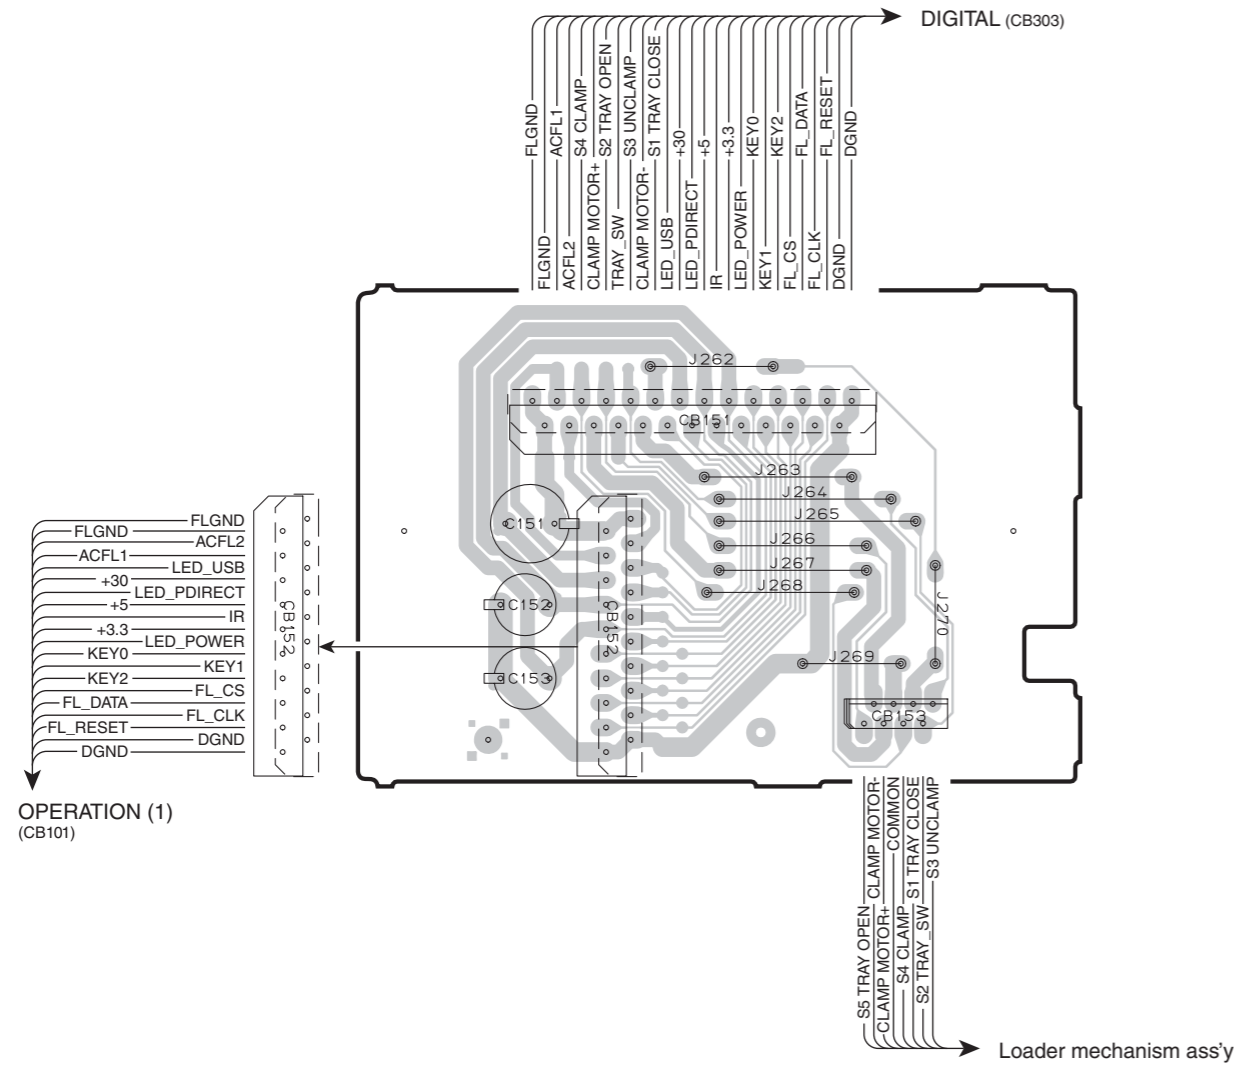 DIGITAL (CB303)
FLGND
FLGND
ACFL1
ACFL2
S4 CLAMP
CLAMP MOTOR+
S2 TRAY OPEN
TRAY_SW
S3 UNCLAMP
CLAMP MOTOR-
S1 TRAY CLOSE
LED_USB
+30
LED_PDIRECT
+5
IR
+3.3
LED_POWER
KEY0
KEY1
KEY2
FL_CS
FL_DATA
FL_CLK
FL_RESET
DGND
DGND
J262
CB151
J263
J264
J265
J266
J267
J268
J269
J270
C151
C152
C153
CB152
CB153
CB152
FLGND
FLGND
ACFL2
ACFL1
LED_USB
+30
LED_PDIRECT
+5
IR
+3.3
LED_POWER
KEY0
KEY1
KEY2
FL_CS
FL_DATA
FL_CLK
FL_RESET
DGND
DGND
OPERATION (1)
(CB101)
S5 TRAY OPEN
CLAMP MOTOR-
CLAMP MOTOR+
COMMON
S4 CLAMP
S1 TRAY CLOSE
S2 TRAY_SW
S3 UNCLAMP
Loader mechanism ass'y